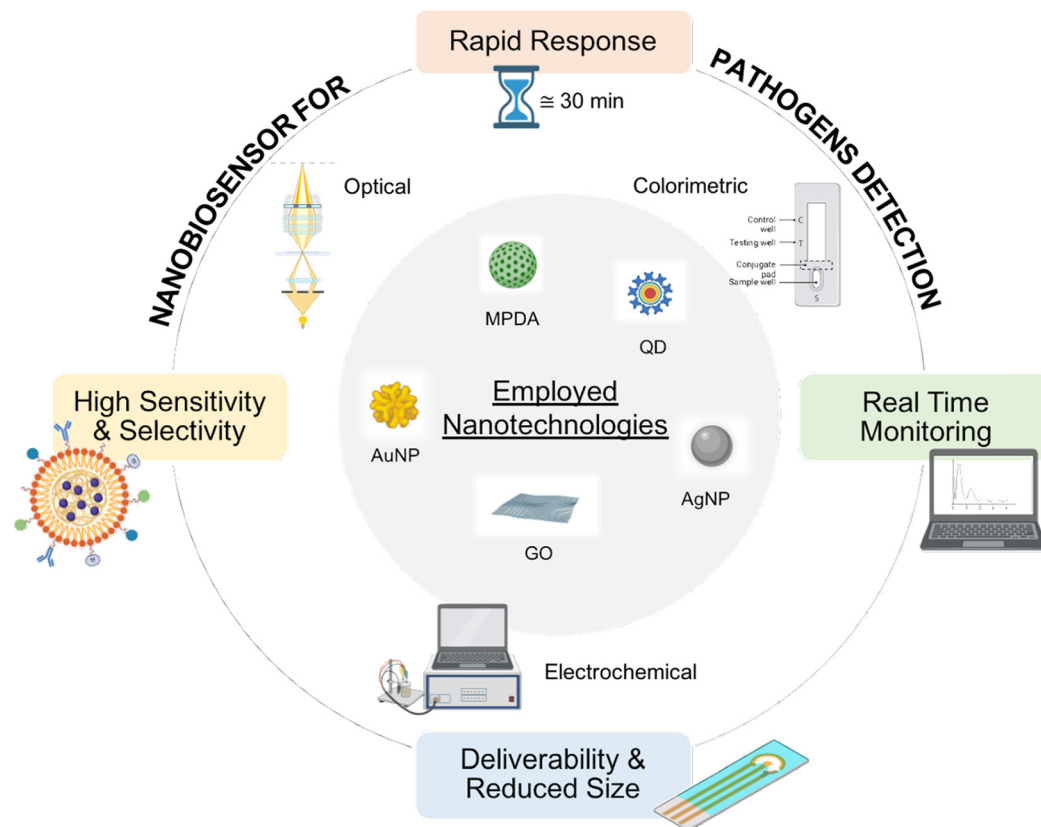 Rapid Response
≅ 30 min
NANOBIOSENSOR FOR
PATHOGENS DETECTION
Optical
Colorimetric
Control
well
C
Testing well
T
Conjugate
pad
Sample well
S
MPDA
QD
High Sensitivity
& Selectivity
Employed
Nanotechnologies
AuNP
AgNP
GO
Real Time
Monitoring
Electrochemical
Deliverability &
Reduced Size